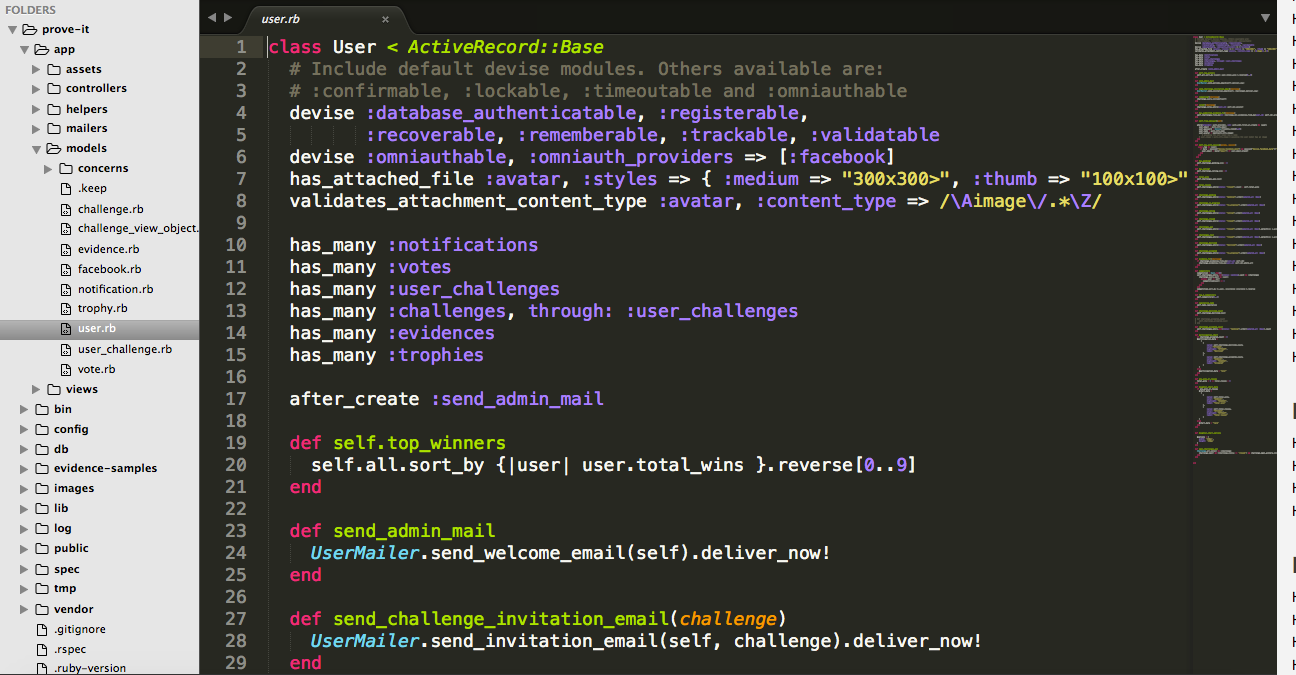 FOLDERS
prove-it
app
assets
controllers
helpers
mailers
models
concerns
.keep
challenge.rb
challenge_view_object.
evidence.rb
facebook.rb
notification.rb
trophy.rb
user.rb
user_challenge.rb
vote.rb
views
bin
config
db
evidence-samples
images
lib
log
public
spec
tmp
vendor
.gitignore
.rspec
.ruby-version
user.rb ×
1 class User < ActiveRecord::Base
2 # Include default devise modules. Others available are:
3 # :confirmable, :lockable, :timeoutable and :omniauthable
4 devise :database_authenticatable, :registerable,
5 :recoverable, :rememberable, :trackable, :validatable
6 devise :omniauthable, :omniauth_providers => [:facebook]
7 has_attached_file :avatar, :styles => { :medium => "300x300>", :thumb => "100x100>"
8 validates_attachment_content_type :avatar, :content_type => /\Aimage\/.*\Z/
9
10 has_many :notifications
11 has_many :votes
12 has_many :user_challenges
13 has_many :challenges, through: :user_challenges
14 has_many :evidences
15 has_many :trophies
16
17 after_create :send_admin_mail
18
19 def self.top_winners
20 self.all.sort_by {|user| user.total_wins }.reverse[0..9]
21 end
22
23 def send_admin_mail
24 UserMailer.send_welcome_email(self).deliver_now!
25 end
26
27 def send_challenge_invitation_email(challenge)
28 UserMailer.send_invitation_email(self, challenge).deliver_now!
29 end